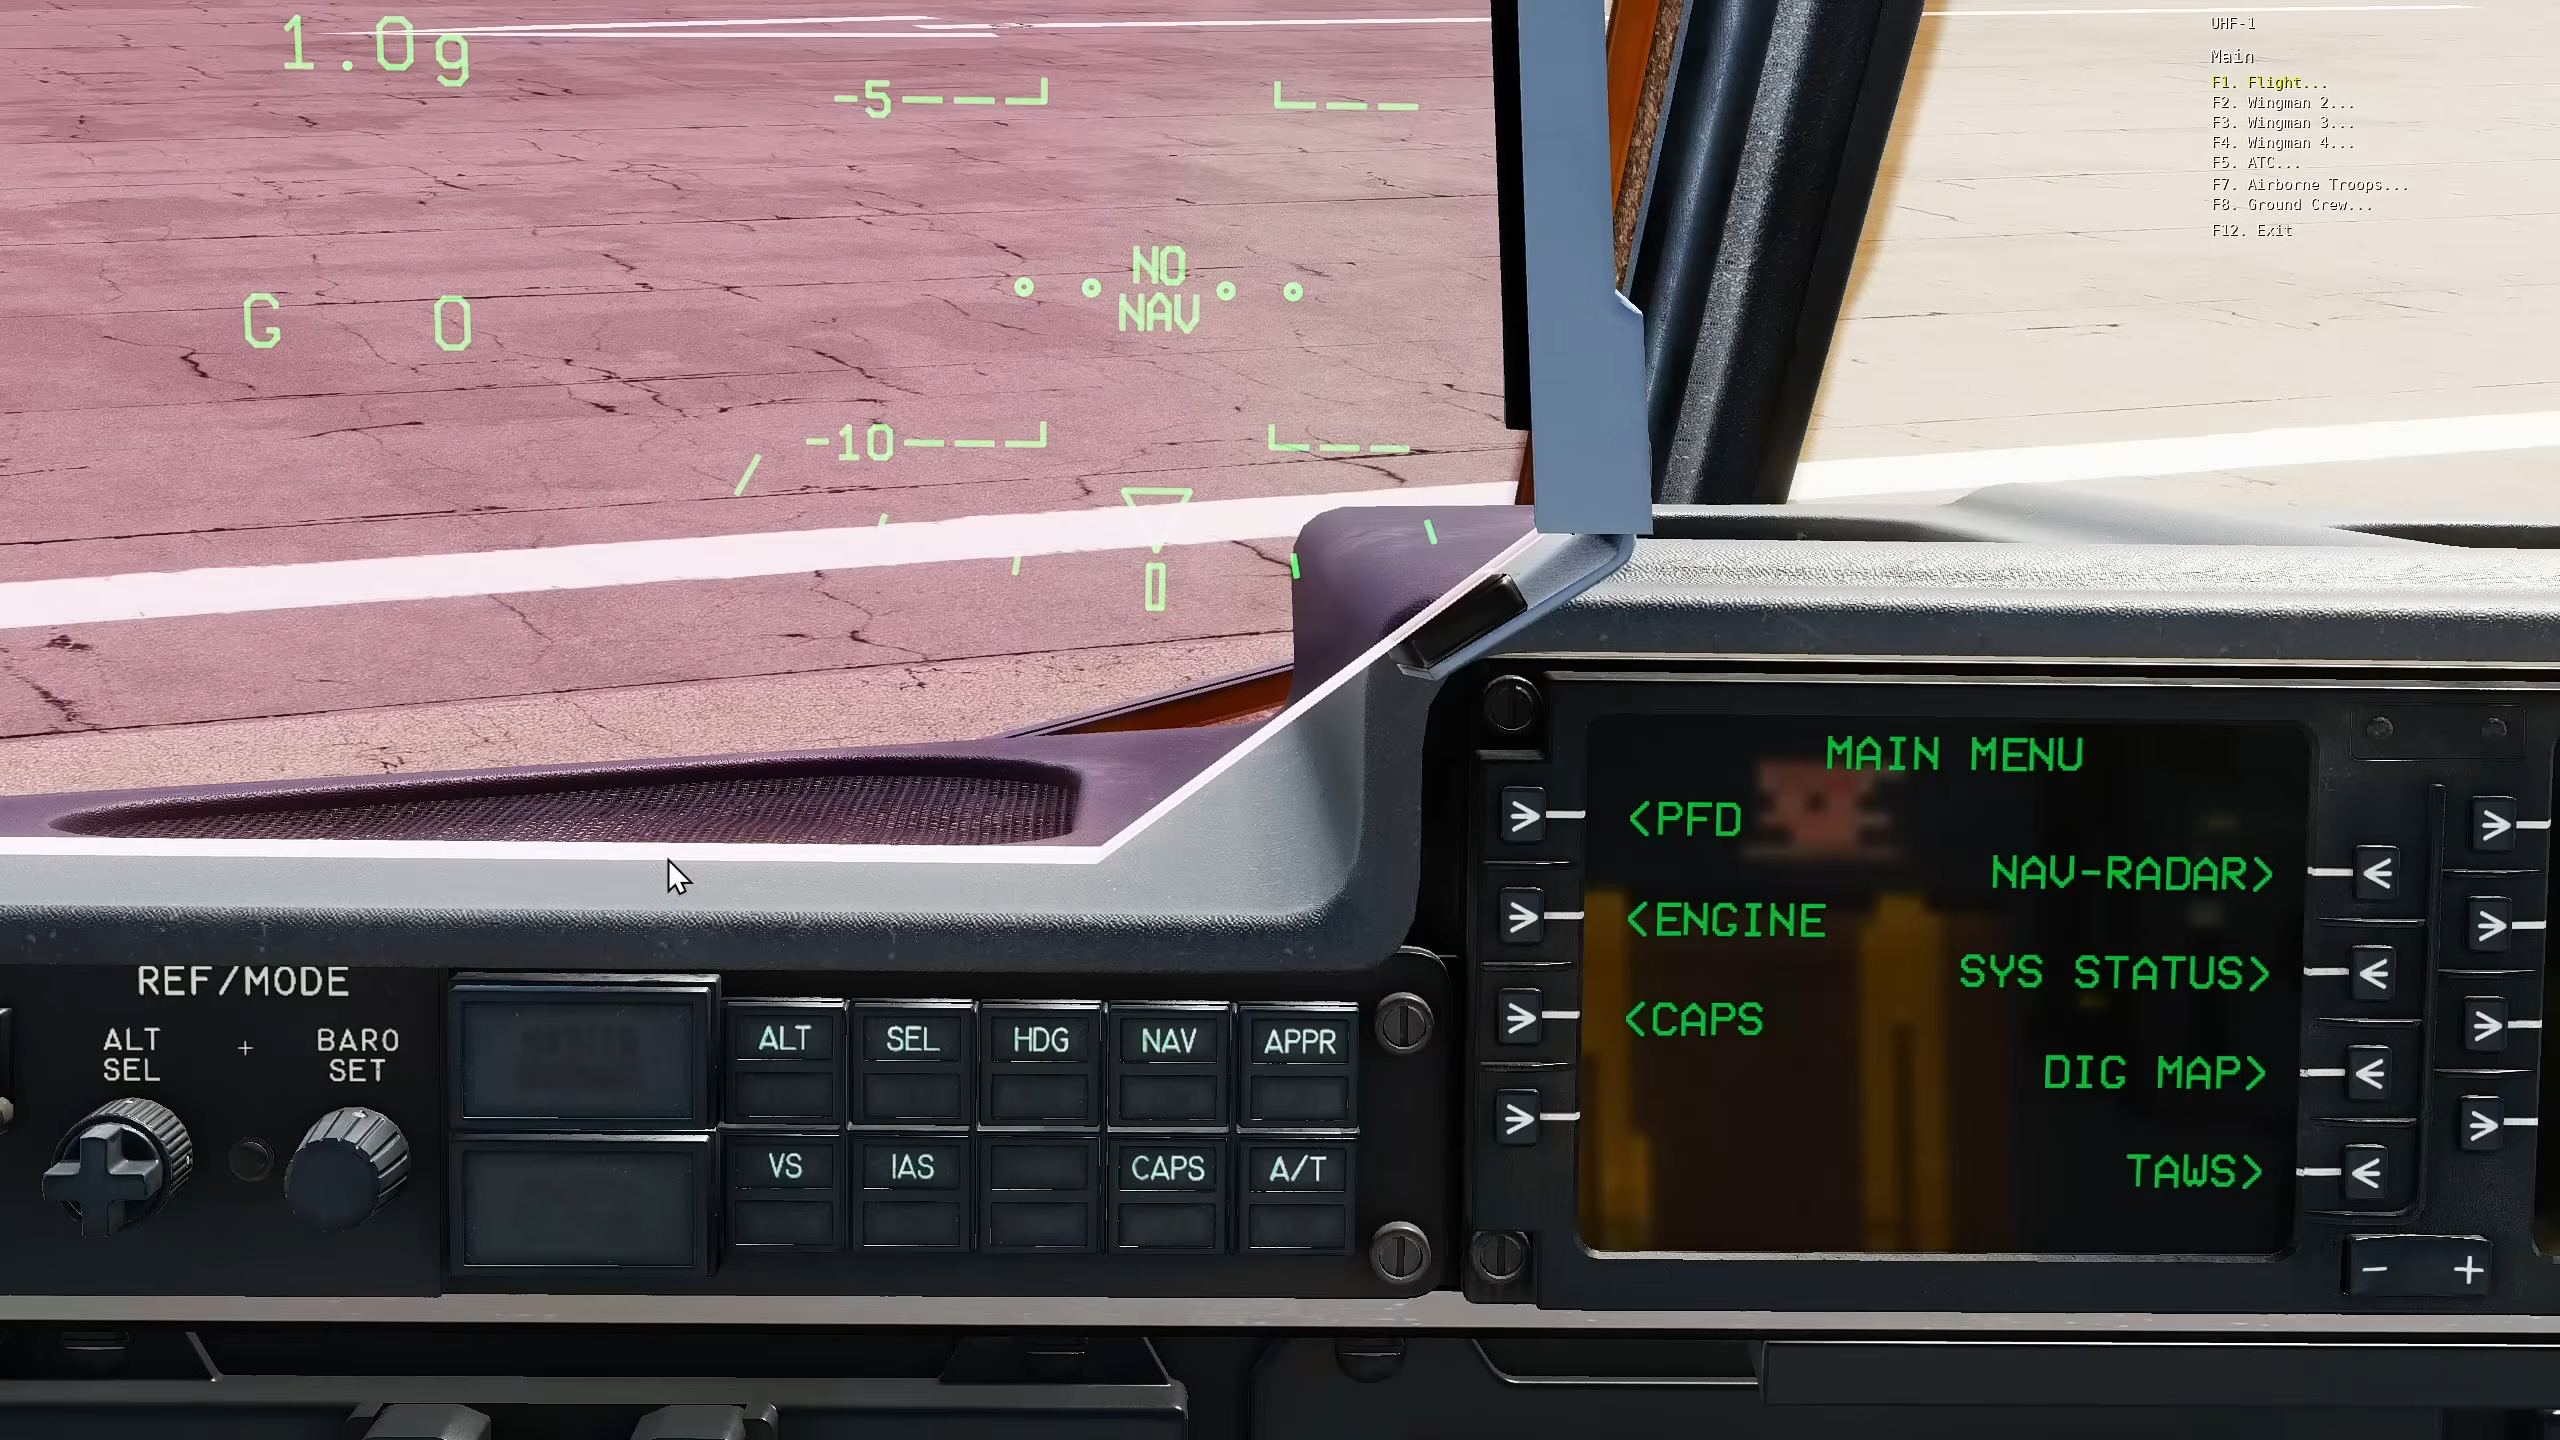 1.0g
-5
NO
NAV
G 0
-10
UHF-1
Main
F1. Flight...
F2. Wingman 2...
F3. Wingman 3...
F4. Wingman 4...
F5. ATC...
F7. Airborne Troops...
F8. Ground Crew...
F12. Exit
MAIN MENU
<PFD
NAV-RADAR>
<ENGINE
SYS STATUS>
<CAPS
DIG MAP>
TAWS>
- +
REF/MODE
ALT
SEL
+
BARO
SET
ALT SEL HDG NAV APPR
VS IAS CAPS A/T